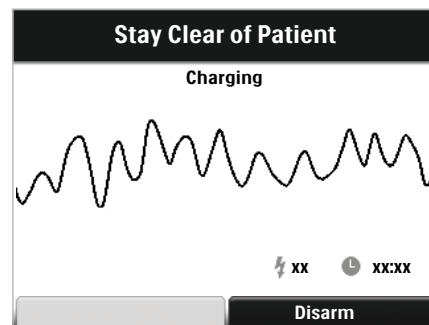 Stay Clear of Patient
Charging
xx xx:xx
Disarm